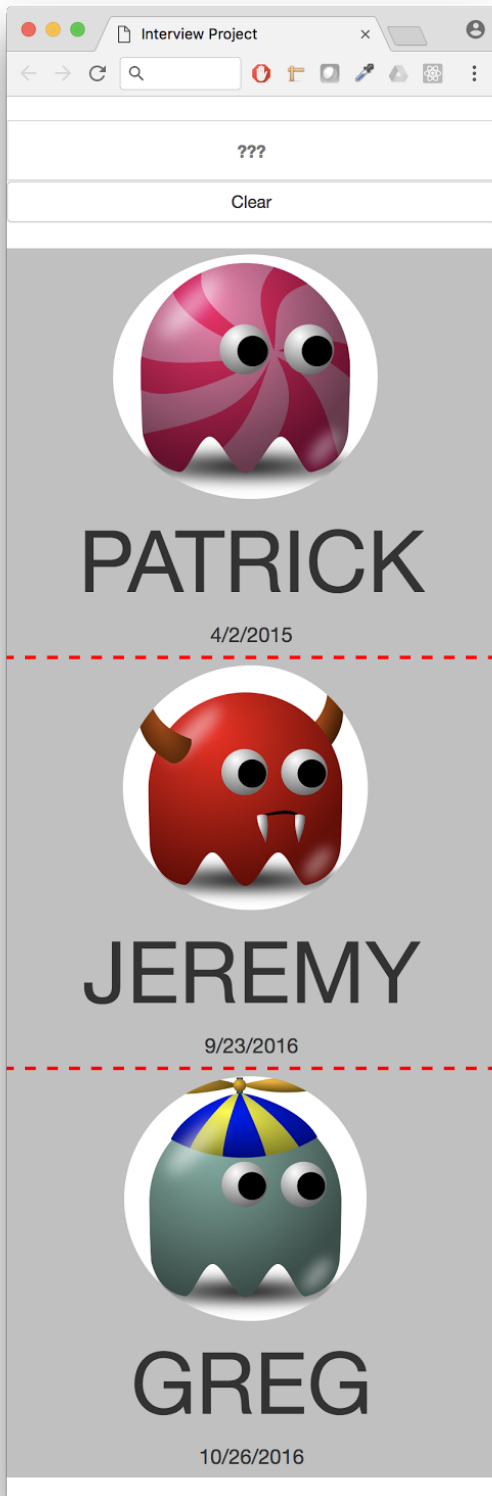 Interview Project
???
Clear
PATRICK
4/2/2015
JEREMY
9/23/2016
GREG
10/26/2016